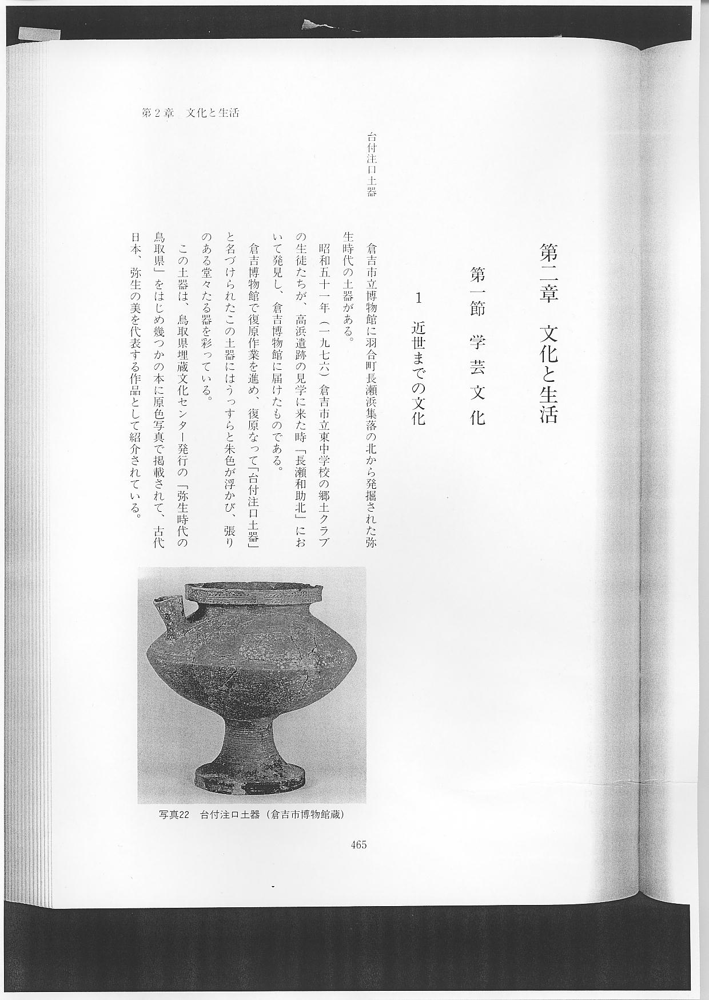 第2章　文化と生活
第二章　文化と生活
第一節　学芸文化
1　近世までの文化
台付注口土器
倉吉市立博物館に羽合町長瀬浜集落の北から発掘された弥
生時代の土器がある。
昭和五十一年（一九七六）倉吉市立東中学校の郷土クラブ
の生徒たちが、高浜遺跡の見学に来た時「長瀬和助北」にお
いて発見し、倉吉博物館に届けたものである。
倉吉博物館で復原作業を進め、復原なって「台付注口土器」
と名づけられたこの土器にはうっすらと朱色が浮かび、張り
のある堂々たる器を彩っている。
この土器は、鳥取県埋蔵文化センター発行の「弥生時代の
鳥取県」をはじめ幾つかの本に原色写真で掲載されて、古代
日本、弥生の美を代表する作品として紹介されている。
写真22　台付注口土器（倉吉市博物館蔵）
465